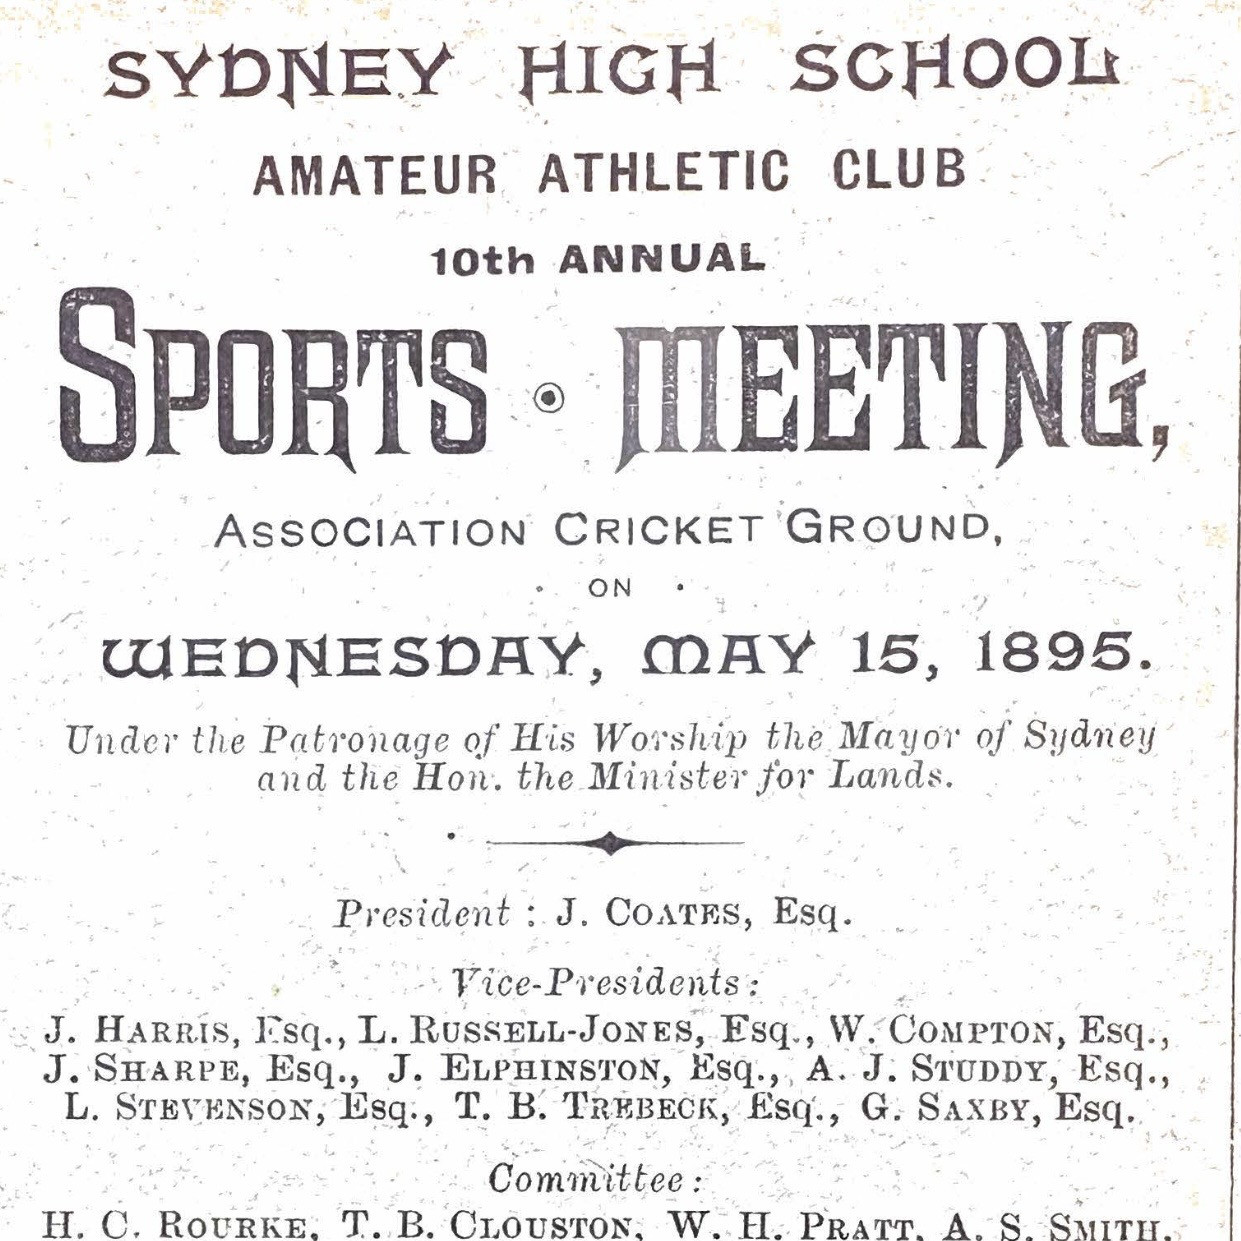 SYDNEY HIGH SCHOOL
AMATEUR ATHLETIC CLUB
10th ANNUAL
SPORTS MEETING,
ASSOCIATION CRICKET GROUND,
ON
WEDNESDAY, MAY 15, 1895.
Under the Patronage of His Worship the Mayor of Sydney
and the Hon. the Minister for Lands.
President : J. COATES, Esq.
Vice-Presidents :
J. HARRIS, Esq., L. RUSSELL-JONES, Esq., W. COMPTON, Esq.,
J. SHARPE, Esq., J. ELPHINSTON, Esq., A. J. STUDDY, Esq.,
L. STEVENSON, Esq., T. B. TREBECK, Esq., G. SAXBY, Esq.
Committee :
H. C. ROURKE, T. B. CLOUSTON, W. H. PRATT, A. S. SMITH,